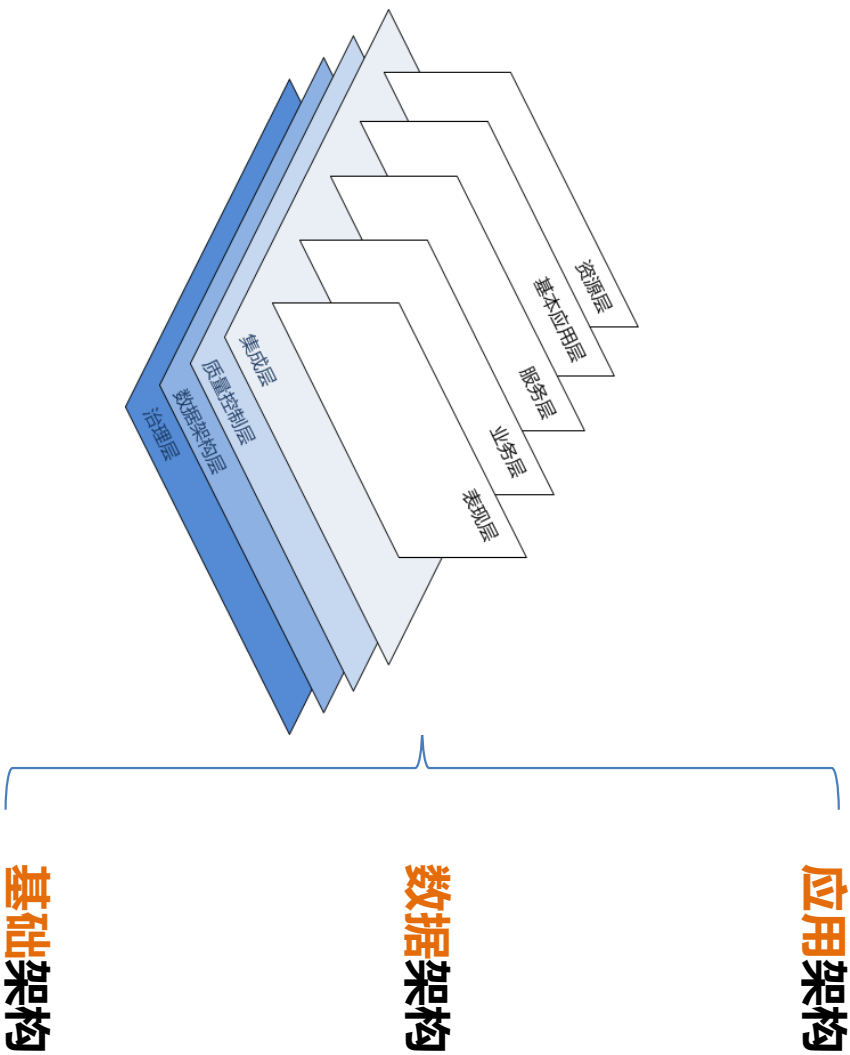 资源层
基本应用层
服务层
业务层
表现层
集成层
质量控制层
数据架构层
治理层
应用架构
数据架构
基础架构